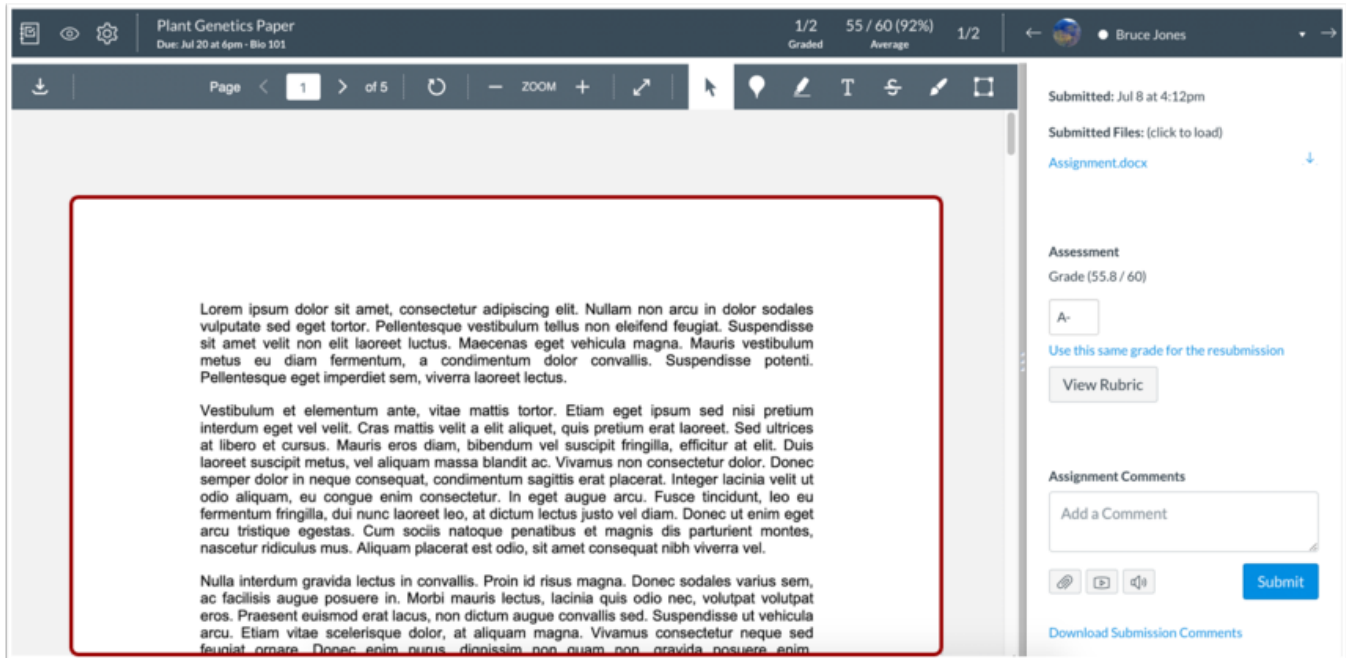 Plant Genetics Paper
Due: Jul 20 at 6pm - Bio 101
1/2
Graded
55 / 60 (92%)
Average
1/2
Bruce Jones
Page
1
of 5
ZOOM
T
S
Submitted: Jul 8 at 4:12pm
Submitted Files: (click to load)
Assignment.docx
Assessment
Grade (55.8 / 60)
A-
Use this same grade for the resubmission
View Rubric
Assignment Comments
Add a Comment
Submit
Download Submission Comments
Lorem ipsum dolor sit amet, consectetur adipiscing elit. Nullam non arcu in dolor sodales
vulputate sed eget tortor. Pellentesque vestibulum tellus non eleifend feugiat. Suspendisse
sit amet velit non elit laoreet luctus. Maecenas eget vehicula magna. Mauris vestibulum
metus eu diam fermentum, a condimentum dolor convallis. Suspendisse potenti.
Pellentesque eget imperdiet sem, viverra laoreet lectus.
Vestibulum et elementum ante, vitae mattis tortor. Etiam eget ipsum sed nisi pretium
interdum eget vel velit. Cras mattis velit a elit aliquet, quis pretium erat laoreet. Sed ultrices
at libero et cursus. Mauris eros diam, bibendum vel suscipit fringilla, efficitur at elit. Duis
laoreet suscipit metus, vel aliquam massa blandit ac. Vivamus non consectetur dolor. Donec
semper dolor in neque consequat, condimentum sagittis erat placerat. Integer lacinia velit ut
odio aliquam, eu congue enim consectetur. In eget augue arcu. Fusce tincidunt, leo eu
fermentum fringilla, dui nunc laoreet leo, at dictum lectus justo vel diam. Donec ut enim eget
arcu tristique egestas. Cum sociis natoque penatibus et magnis dis parturient montes,
nascetur ridiculus mus. Aliquam placerat est odio, sit amet consequat nibh viverra vel.
Nulla interdum gravida lectus in convallis. Proin id risus magna. Donec sodales varius sem,
ac facilisis augue posuere in. Morbi mauris lectus, lacinia quis odio nec, volutpat volutpat
eros. Praesent euismod erat lacus, non dictum augue convallis sed. Suspendisse ut vehicula
arcu. Etiam vitae scelerisque dolor, at aliquam magna. Vivamus consectetur neque sed
feugiat ornare. Donec enim purus, dignissim non quam non, gravida posuere enim.